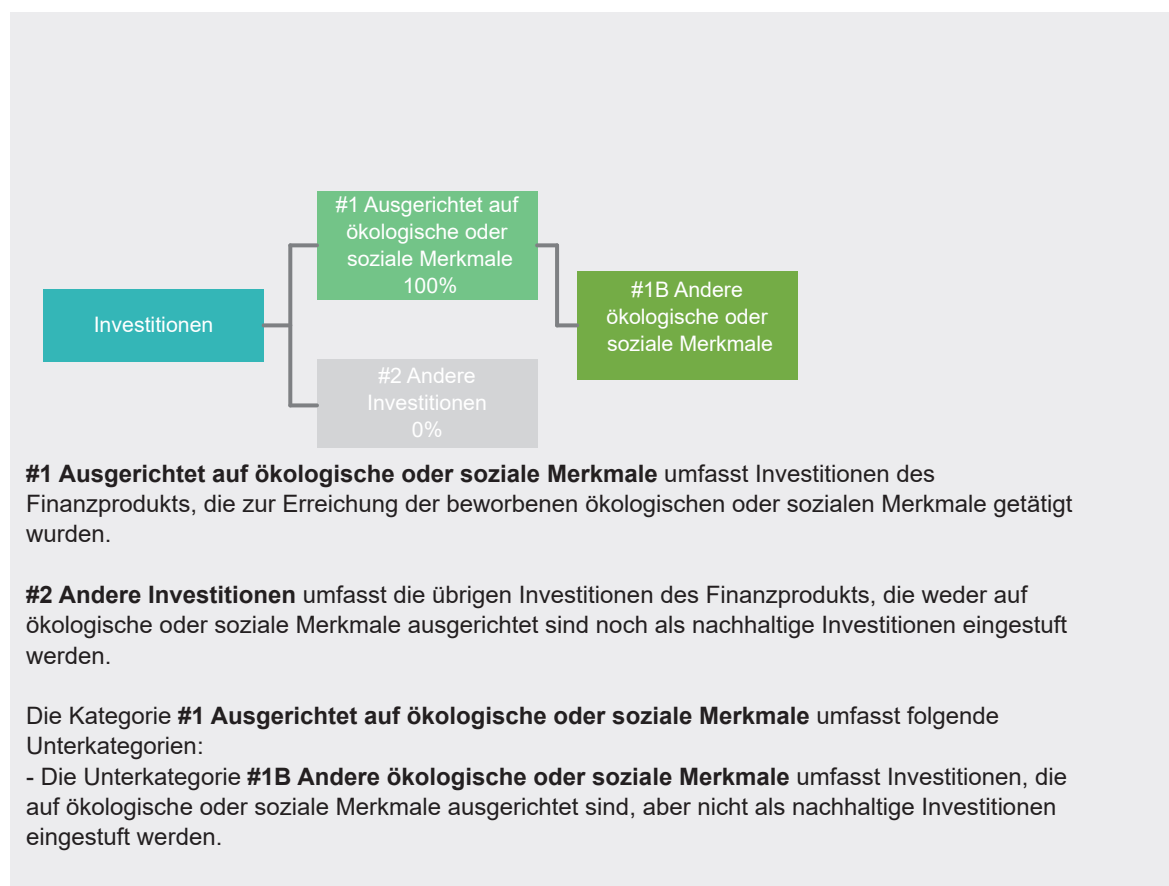 #1 Ausgerichtet auf
ökologische oder
soziale Merkmale
100%
#1B Andere
ökologische oder
soziale Merkmale
Investitionen
#2 Andere
Investitionen
0%
#1 Ausgerichtet auf ökologische oder soziale Merkmale umfasst Investitionen des
Finanzprodukts, die zur Erreichung der beworbenen ökologischen oder sozialen Merkmale getätigt
wurden.
#2 Andere Investitionen umfasst die übrigen Investitionen des Finanzprodukts, die weder auf
ökologische oder soziale Merkmale ausgerichtet sind noch als nachhaltige Investitionen eingestuft
werden.
Die Kategorie #1 Ausgerichtet auf ökologische oder soziale Merkmale umfasst folgende
Unterkategorien:
- Die Unterkategorie #1B Andere ökologische oder soziale Merkmale umfasst Investitionen, die
auf ökologische oder soziale Merkmale ausgerichtet sind, aber nicht als nachhaltige Investitionen
eingestuft werden.